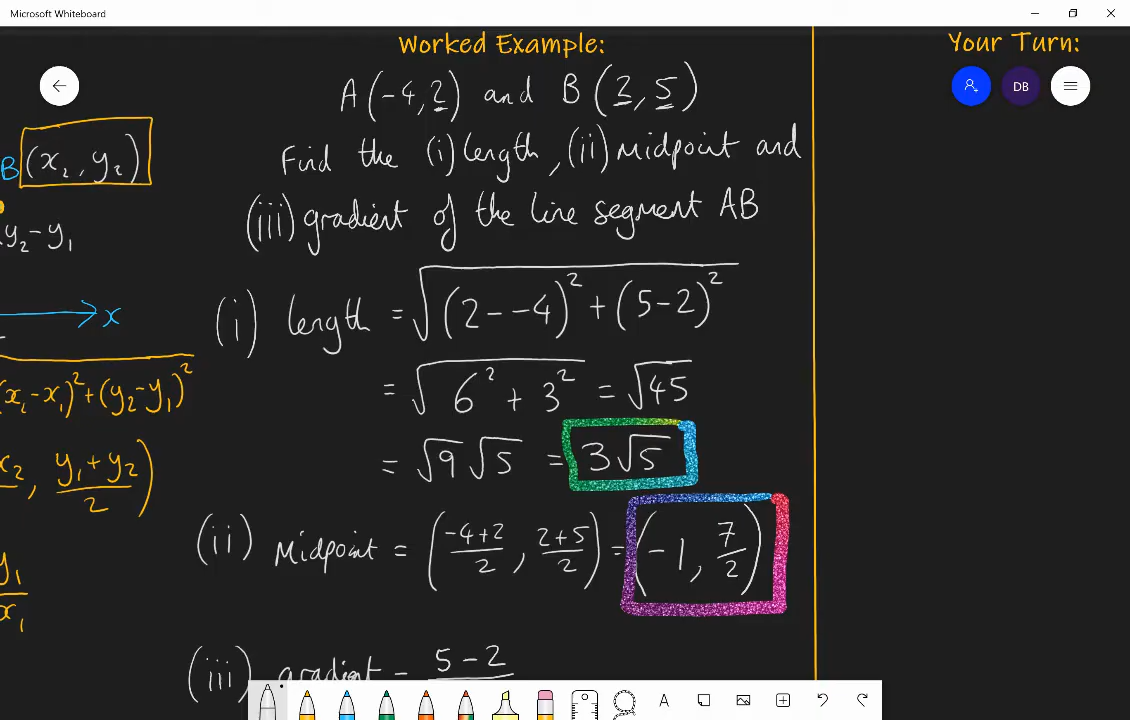 Microsoft Whiteboard
Worked Example:
Your Turn:
DB
A(-4,2) and B(2,5)
Find the (i) length, (ii) midpoint and
(iii) gradient of the line segment AB
B (x₂, y₂)
y₂-y₁
x
(i) length = √((2--4)² + (5-2)²)
= √(6² + 3²) = √45
x₁-x₁)²+(y₂-y₁)²
= √9 √5 = 3√5
x₂, (y₁+y₂)/2)
(ii) Midpoint = ((-4+2)/2, (2+5)/2) = (-1, 7/2)
y₁
x₁
(iii) gradient = 5-2
A